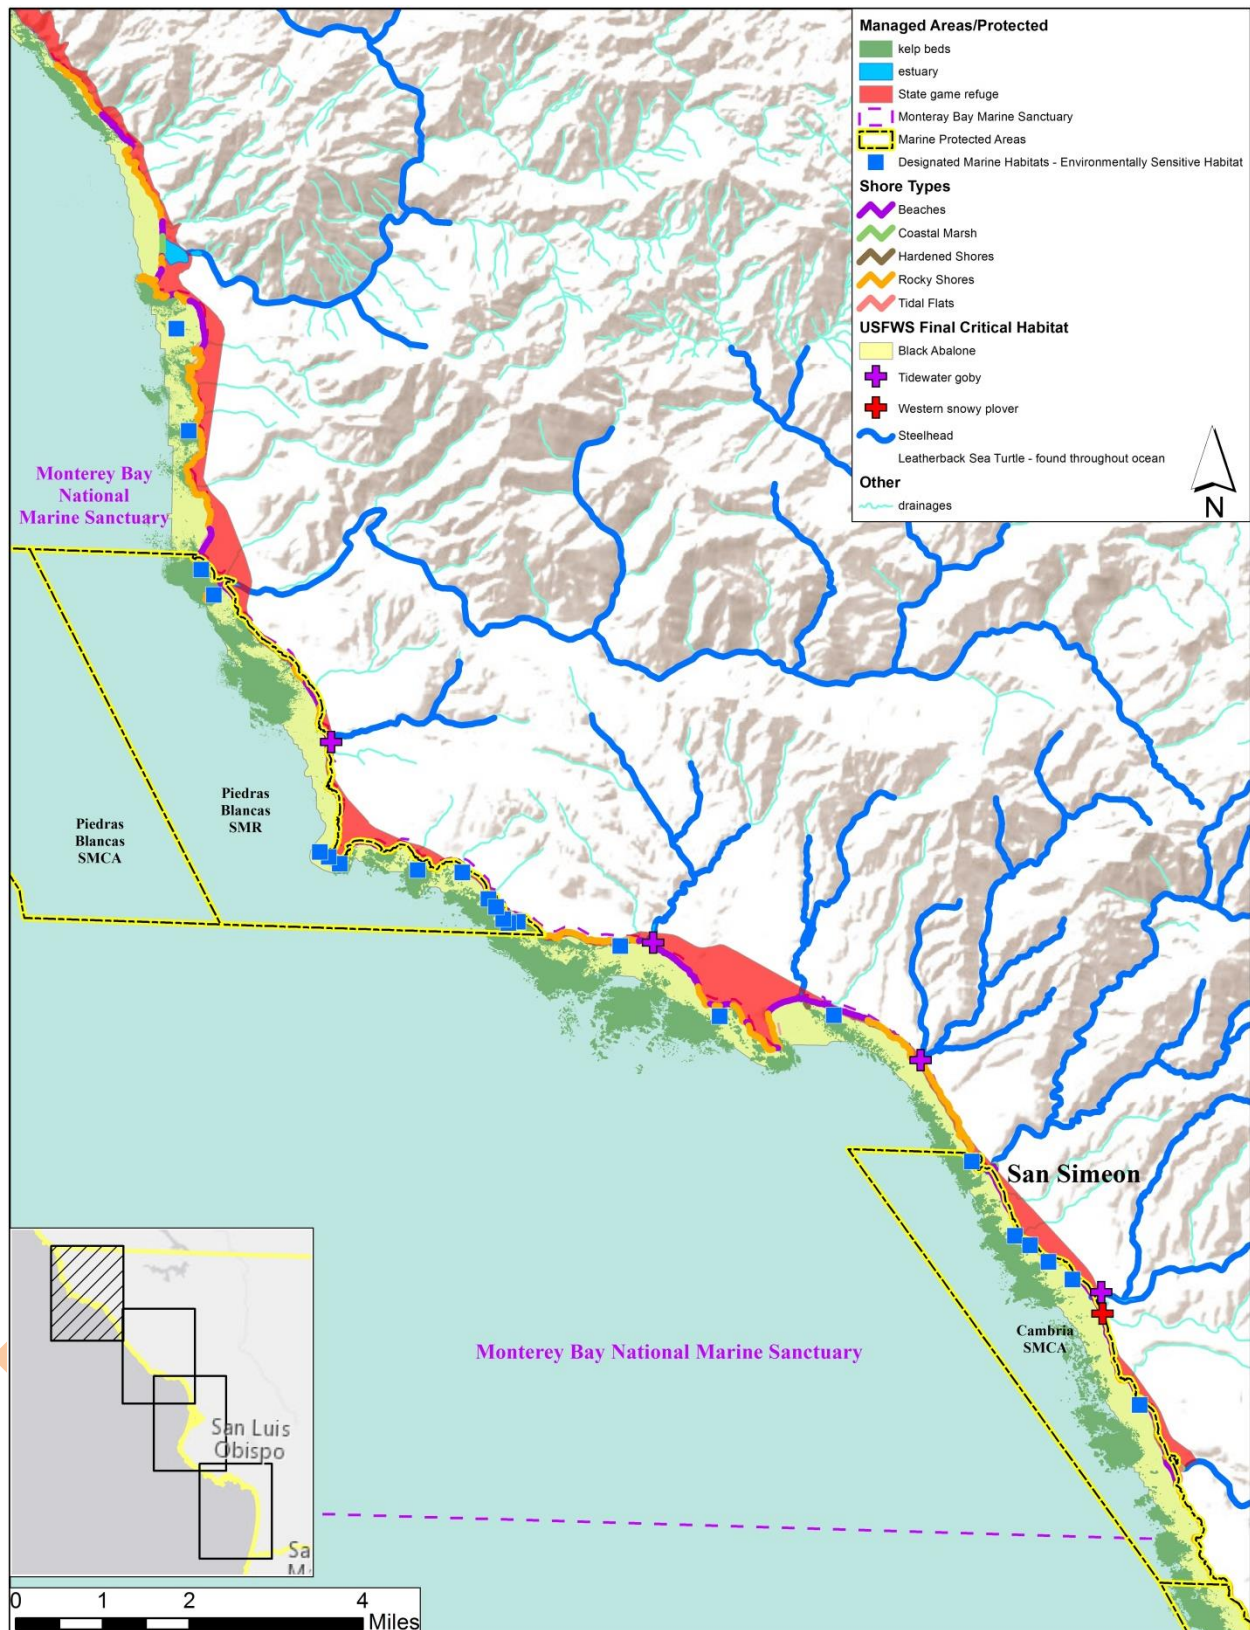 Managed Areas/Protected
kelp beds
estuary
State game refuge
Monteray Bay Marine Sanctuary
Marine Protected Areas
Designated Marine Habitats - Environmentally Sensitive Habitat
Shore Types
Beaches
Coastal Marsh
Hardened Shores
Rocky Shores
Tidal Flats
USFWS Final Critical Habitat
Black Abalone
Tidewater goby
Western snowy plover
Steelhead
Leatherback Sea Turtle - found throughout ocean
Other
drainages
N
Monterey Bay
National
Marine Sanctuary
Piedras
Blancas
SMR
Piedras
Blancas
SMCA
San Simeon
Cambria
SMCA
Monterey Bay National Marine Sanctuary
San Luis
Obispo
Sa
0 1 2 4
Miles